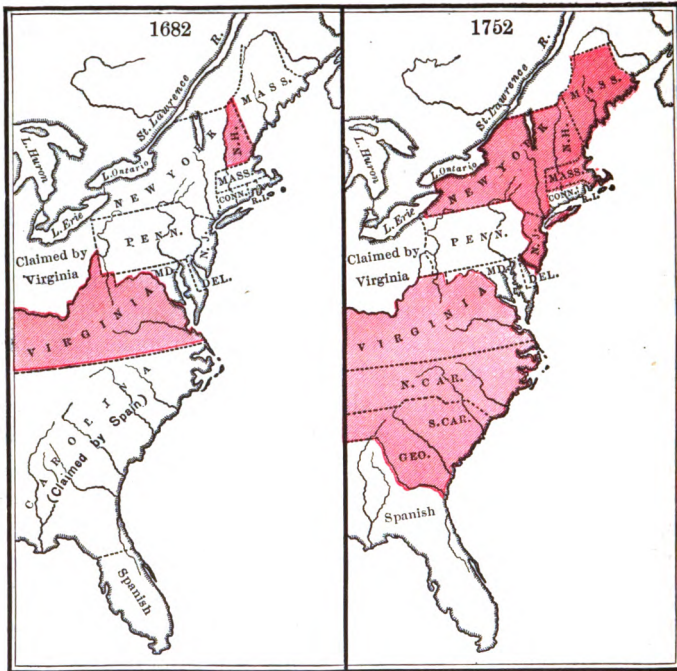 1682
St. Lawrence R.
L. Huron
L. Ontario
L. Erie
MASS.
N.H.
NEW YORK
MASS.
CONN.
R.I.
PENN.
N.J.
Claimed by
Virginia
MD.
DEL.
VIRGINIA
CAROLINA
(Claimed by Spain)
Spanish
1752
St. Lawrence R.
L. Huron
L. Ontario
L. Erie
MASS.
N.H.
NEW YORK
MASS.
CONN.
R.I.
PENN.
N.J.
Claimed by
Virginia
MD.
DEL.
VIRGINIA
N. CAR.
S. CAR.
GEO.
Spanish